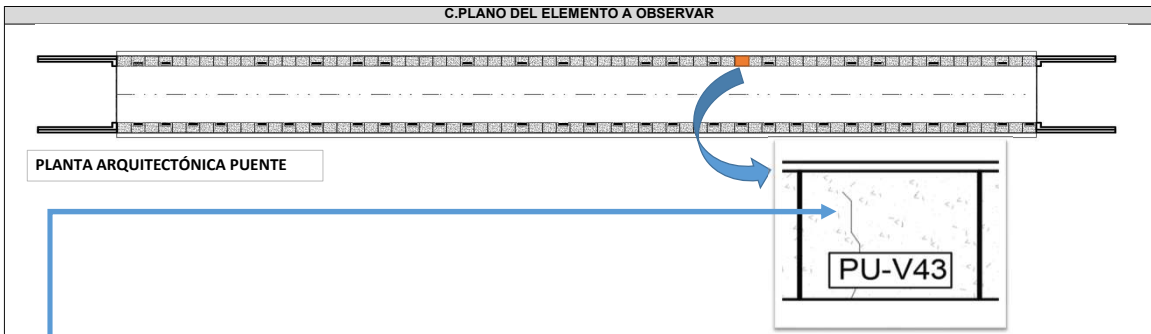 C.PLANO DEL ELEMENTO A OBSERVAR
PLANTA ARQUITECTÓNICA PUENTE
PU-V43